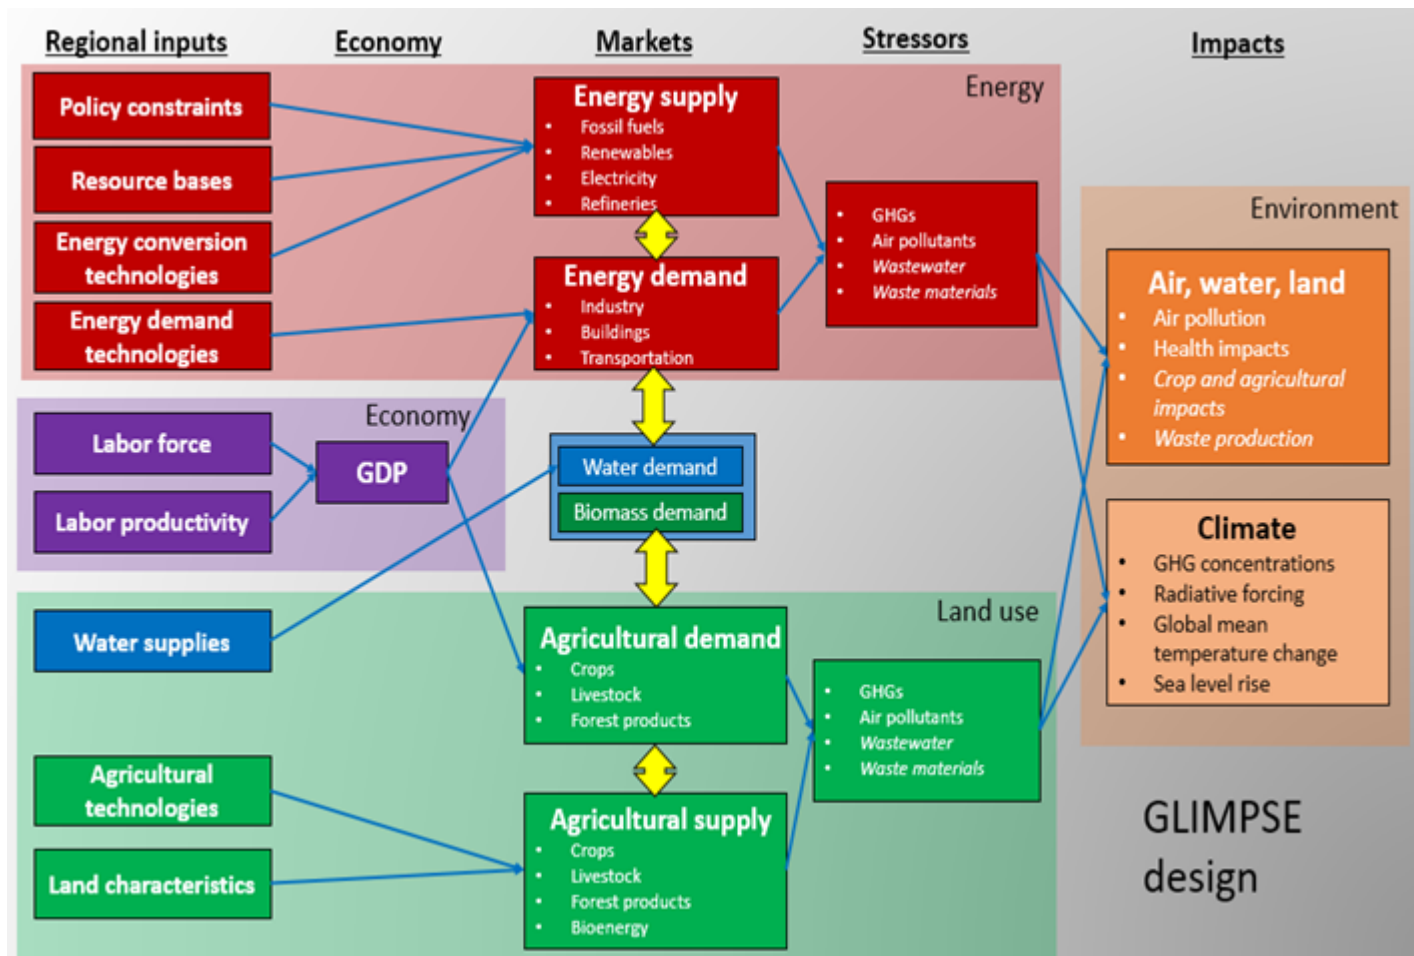 Regional inputs
Economy
Markets
Stressors
Impacts
Energy
Policy constraints
Resource bases
Energy conversion
technologies
Energy demand
technologies
Energy supply
• Fossil fuels
• Renewables
• Electricity
• Refineries
Energy demand
• Industry
• Buildings
• Transportation
• GHGs
• Air pollutants
• Wastewater
• Waste materials
Environment
Air, water, land
• Air pollution
• Health impacts
• Crop and agricultural
impacts
• Waste production
Climate
• GHG concentrations
• Radiative forcing
• Global mean
temperature change
• Sea level rise
Economy
Labor force
Labor productivity
GDP
Water demand
Biomass demand
Land use
Water supplies
Agricultural
technologies
Land characteristics
Agricultural demand
• Crops
• Livestock
• Forest products
Agricultural supply
• Crops
• Livestock
• Forest products
• Bioenergy
• GHGs
• Air pollutants
• Wastewater
• Waste materials
GLIMPSE
design